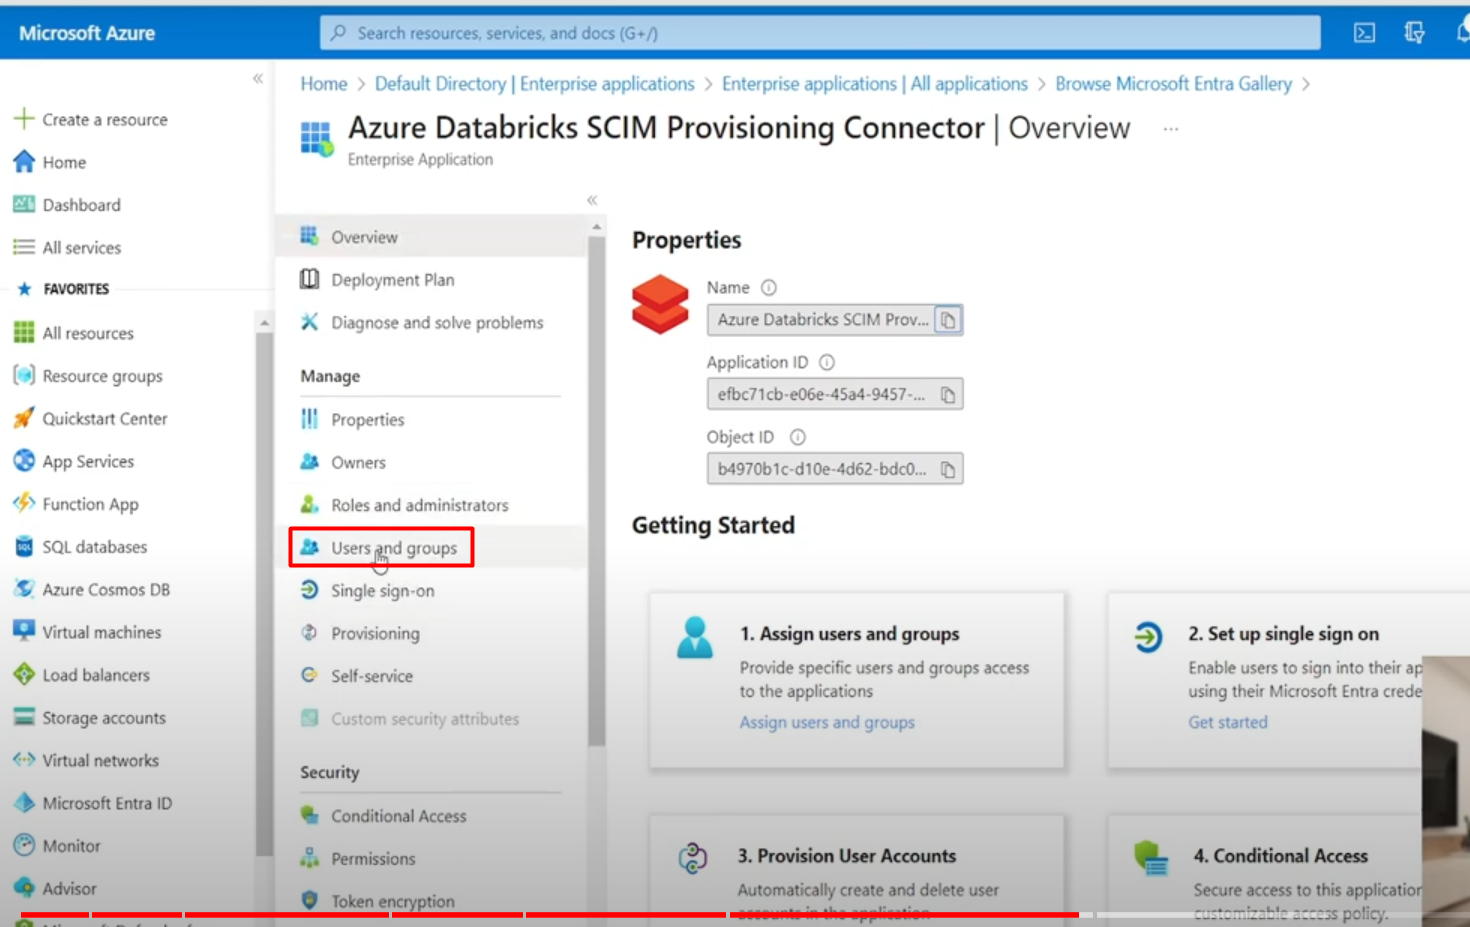 Microsoft Azure
Search resources, services, and docs (G+/)
Home > Default Directory | Enterprise applications > Enterprise applications | All applications > Browse Microsoft Entra Gallery >
Azure Databricks SCIM Provisioning Connector | Overview ...
Enterprise Application
Create a resource
Home
Dashboard
All services
FAVORITES
All resources
Resource groups
Quickstart Center
App Services
Function App
SQL databases
Azure Cosmos DB
Virtual machines
Load balancers
Storage accounts
Virtual networks
Microsoft Entra ID
Monitor
Advisor
Overview
Deployment Plan
Diagnose and solve problems
Manage
Properties
Owners
Roles and administrators
Users and groups
Single sign-on
Provisioning
Self-service
Custom security attributes
Security
Conditional Access
Permissions
Token encryption
Properties
Name
Azure Databricks SCIM Prov...
Application ID
efbc71cb-e06e-45a4-9457-...
Object ID
b4970b1c-d10e-4d62-bdc0...
Getting Started
1. Assign users and groups
Provide specific users and groups access
to the applications
Assign users and groups
2. Set up single sign on
Enable users to sign into their ap
using their Microsoft Entra crede
Get started
3. Provision User Accounts
Automatically create and delete user
accounts in the application
4. Conditional Access
Secure access to this application
customizable access policy.